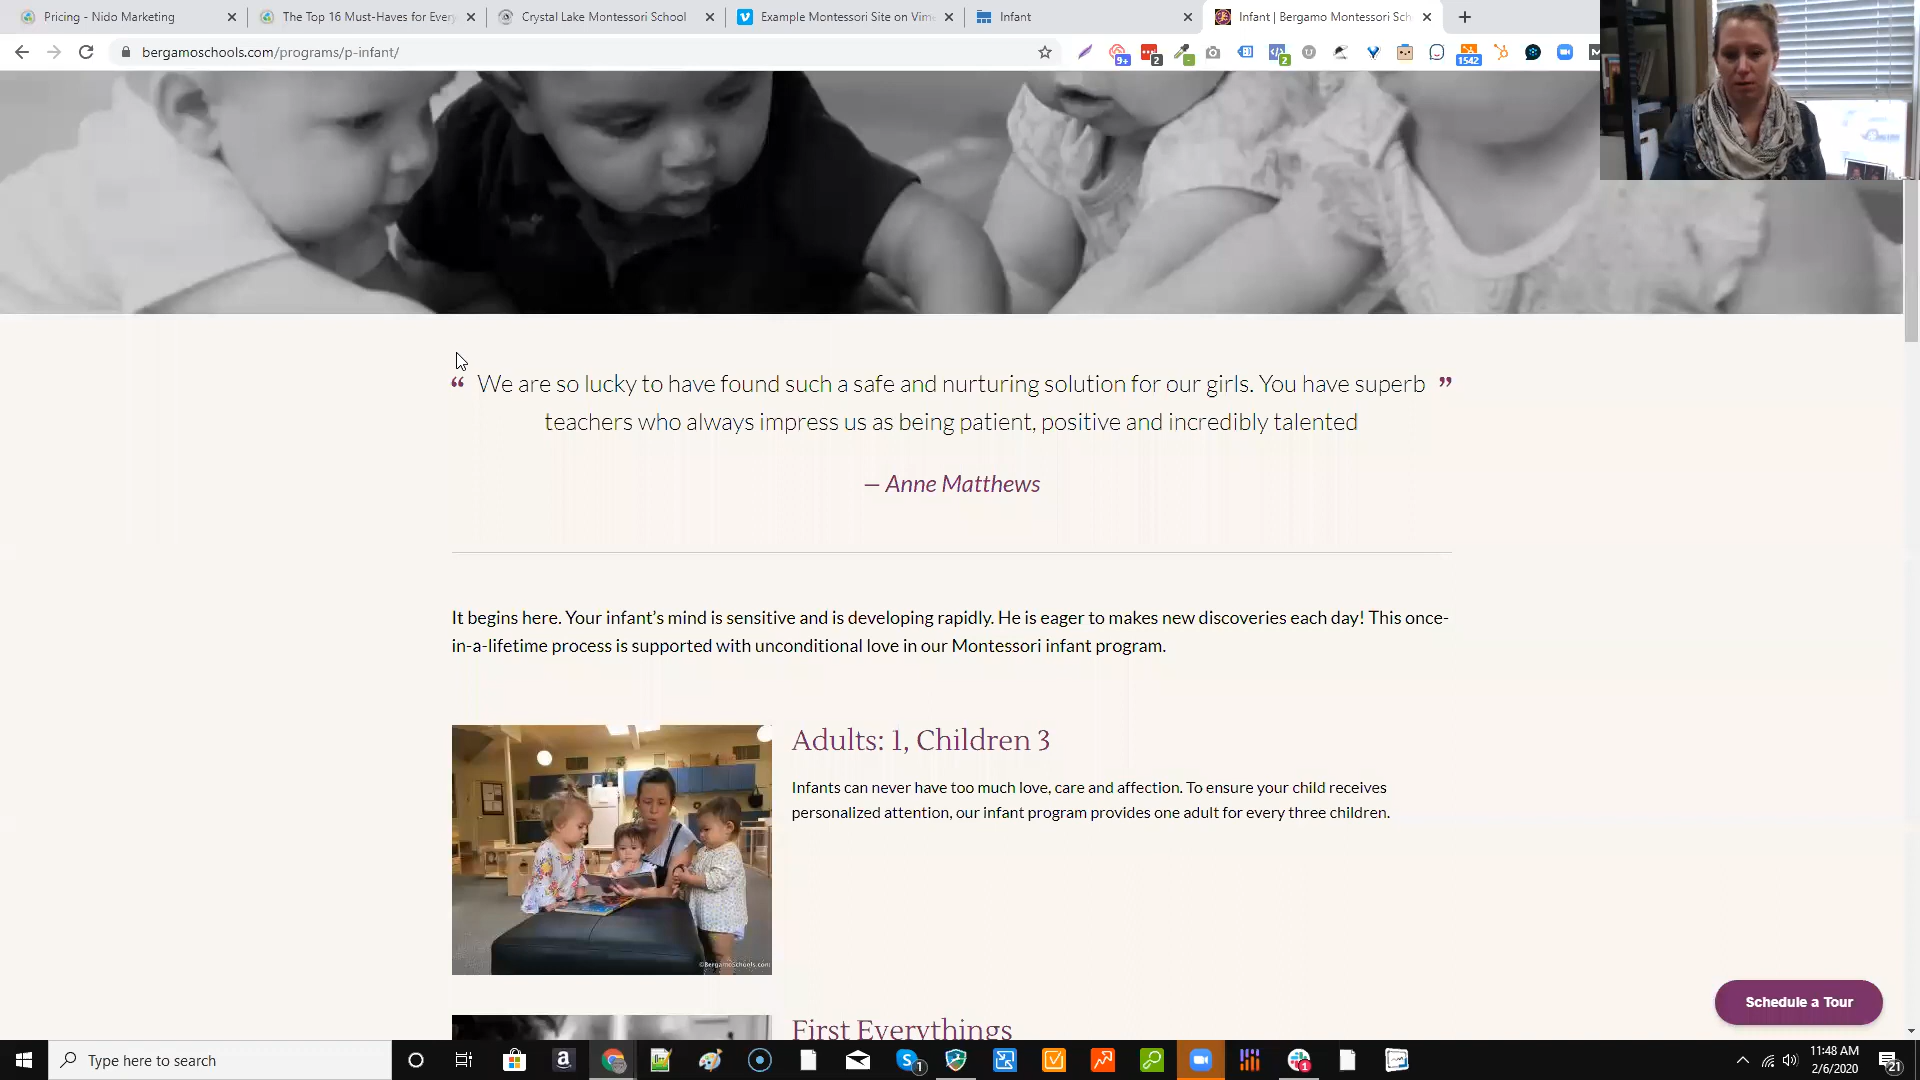 Pricing - Nido Marketing
The Top 16 Must-Haves for Every
Crystal Lake Montessori School
Example Montessori Site on Vim
Infant
Infant | Bergamo Montessori Sch
bergamoschools.com/programs/p-infant/
9+
2
2
1542
“ We are so lucky to have found such a safe and nurturing solution for our girls. You have superb ”
teachers who always impress us as being patient, positive and incredibly talented
— Anne Matthews
It begins here. Your infant’s mind is sensitive and is developing rapidly. He is eager to makes new discoveries each day! This once-
in-a-lifetime process is supported with unconditional love in our Montessori infant program.
Adults: 1, Children 3
Infants can never have too much love, care and affection. To ensure your child receives
personalized attention, our infant program provides one adult for every three children.
©BergamoSchools.com
Schedule a Tour
First Everythings
Type here to search
1
1
11:48 AM
2/6/2020
21